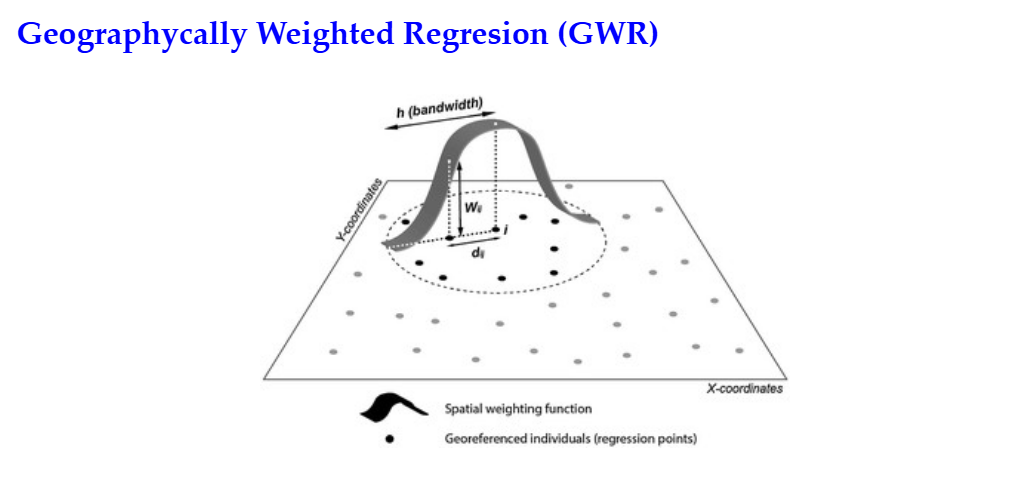 Geographycally Weighted Regresion (GWR)
h (bandwidth)
Y-coordinates
Wij
i
dij
X-coordinates
Spatial weighting function
Georeferenced individuals (regression points)